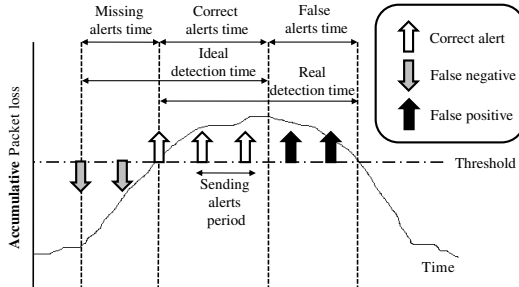 Missing
alerts time
Correct
alerts time
False
alerts time
Ideal
detection time
Real
detection time
Correct alert
False negative
False positive
Threshold
Sending
alerts
period
Accumulative Packet loss
Time